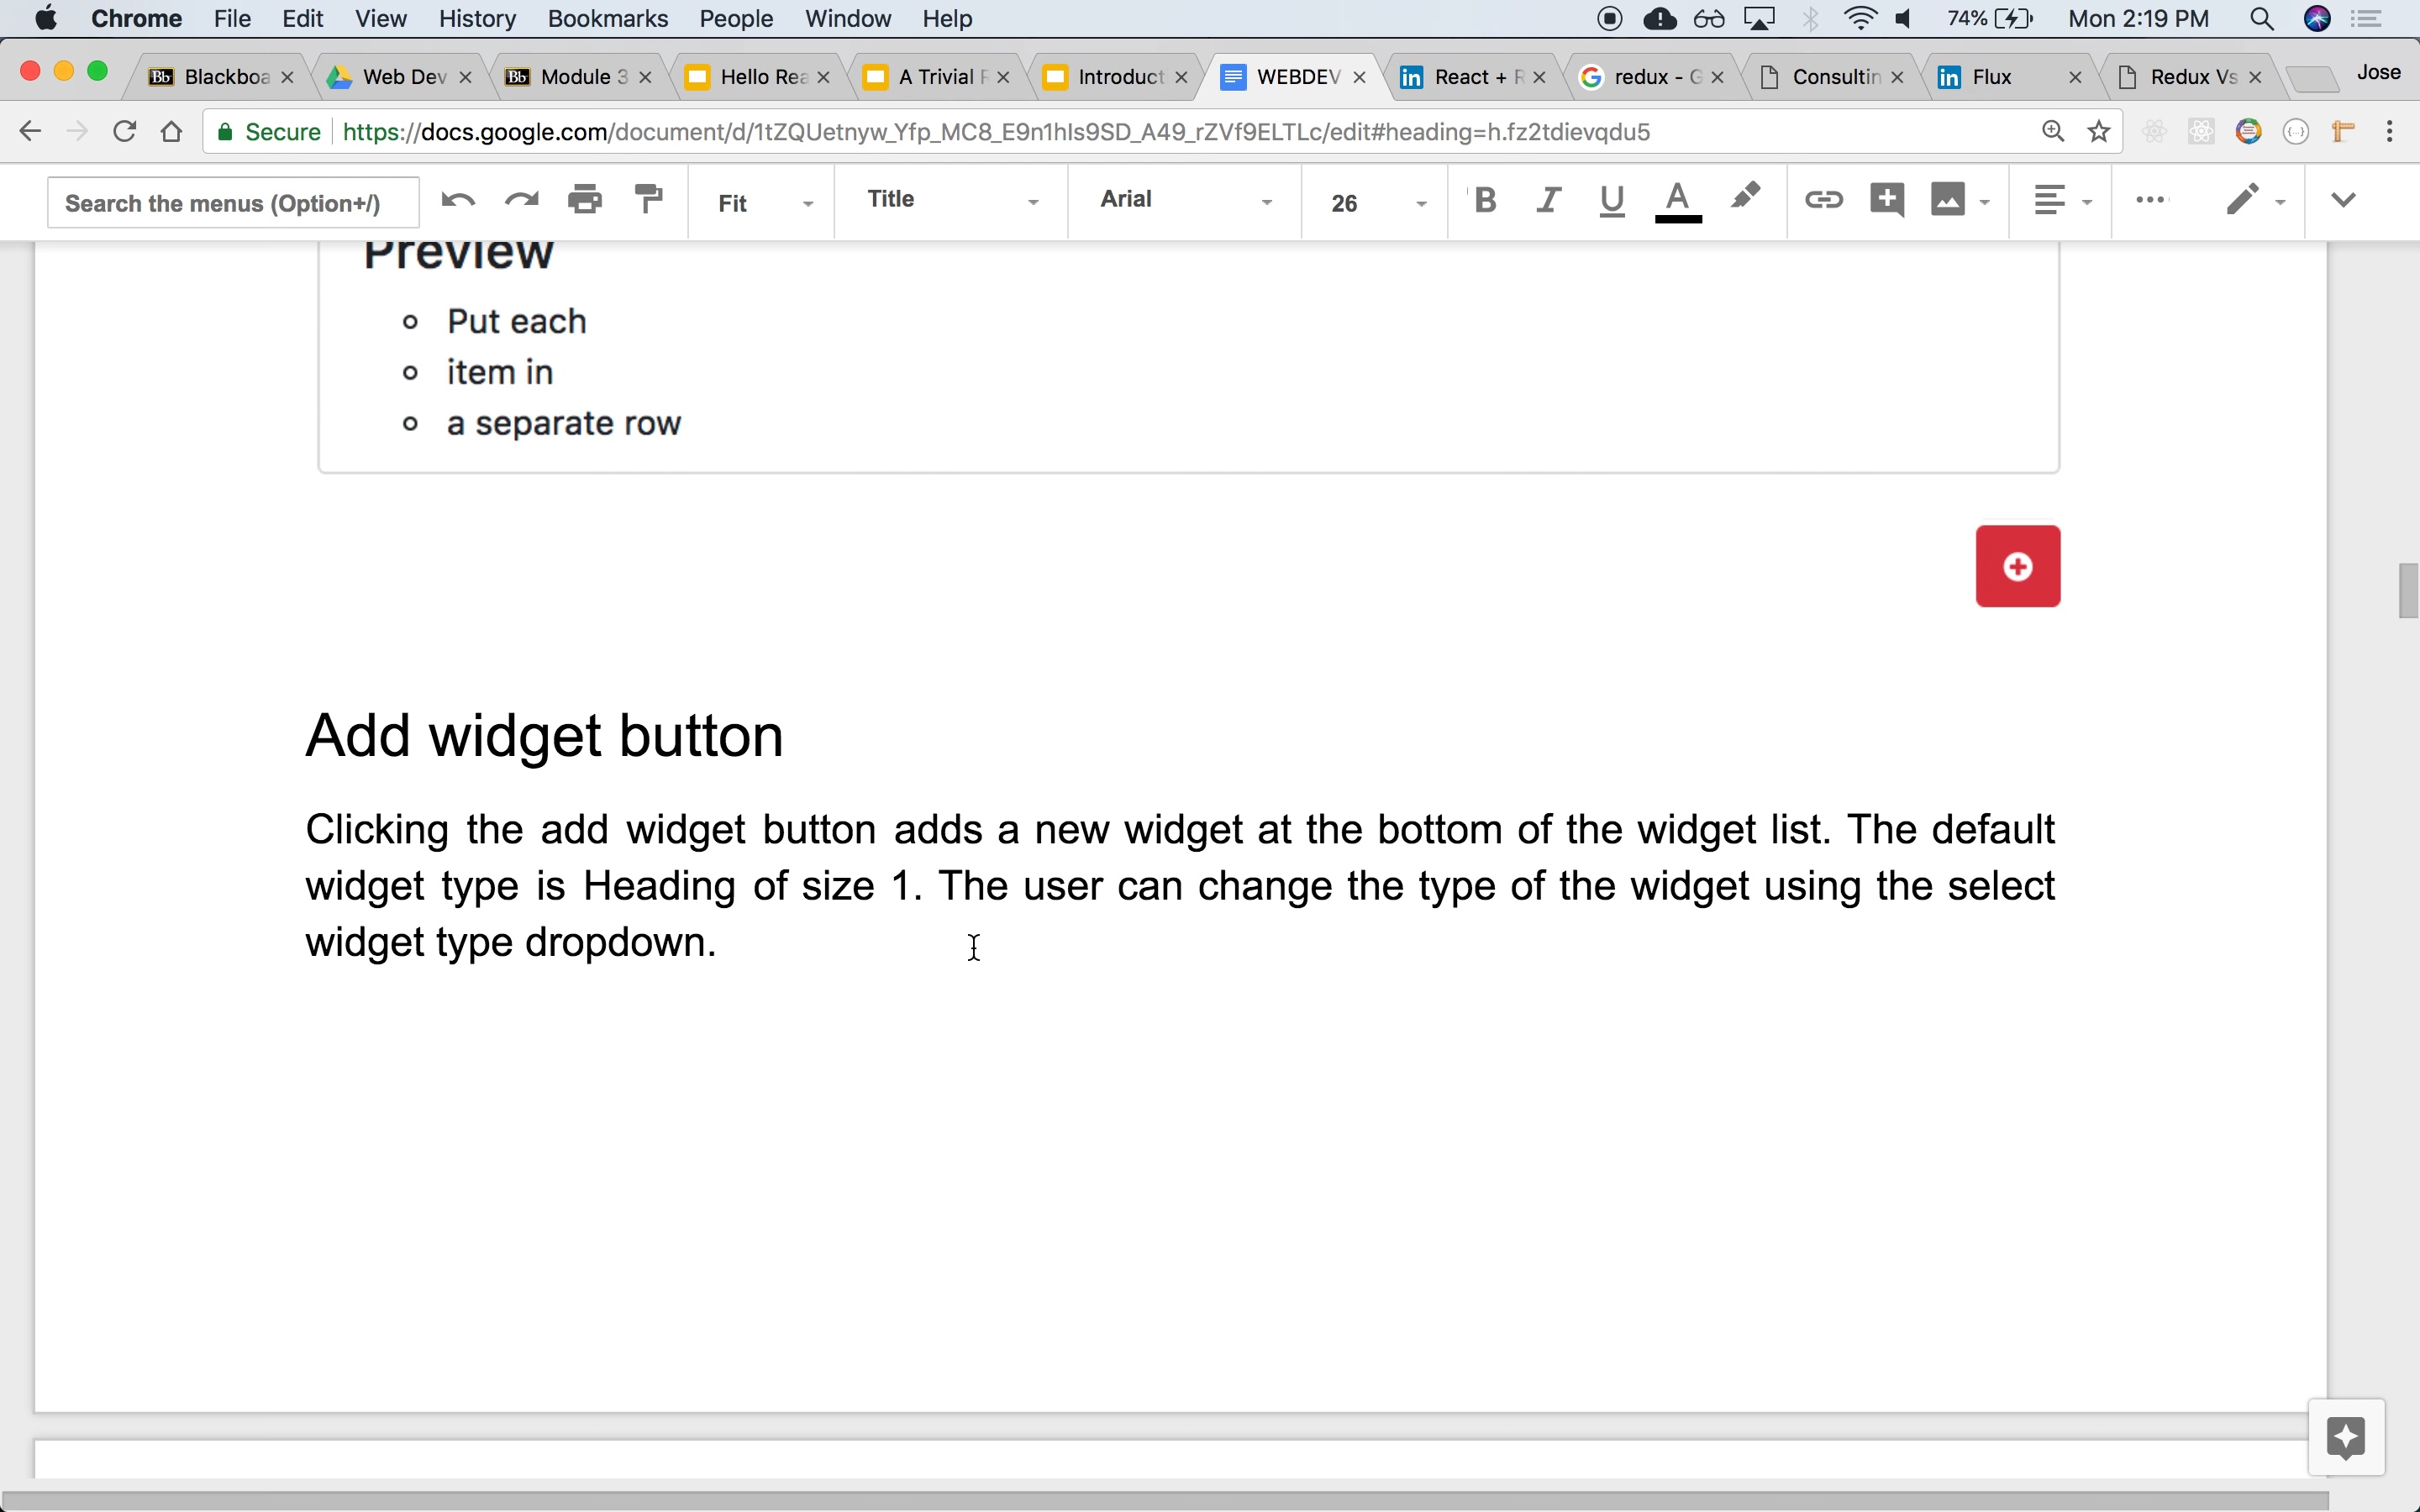 Chrome File Edit View History Bookmarks People Window Help 74% Mon 2:19 PM
Blackboa Web Dev Module 3 Hello Rea A Trivial Introduct WEBDEV React + redux - G Consultin Flux Redux Vs Jose
Secure https://docs.google.com/document/d/1tZQUetnyw_Yfp_MC8_E9n1hIs9SD_A49_rZVf9ELTLc/edit#heading=h.fz2tdievqdu5
Search the menus (Option+/) Fit Title Arial 26 B I U A
Preview
Put each
item in
a separate row
Add widget button
Clicking the add widget button adds a new widget at the bottom of the widget list. The default
widget type is Heading of size 1. The user can change the type of the widget using the select
widget type dropdown.